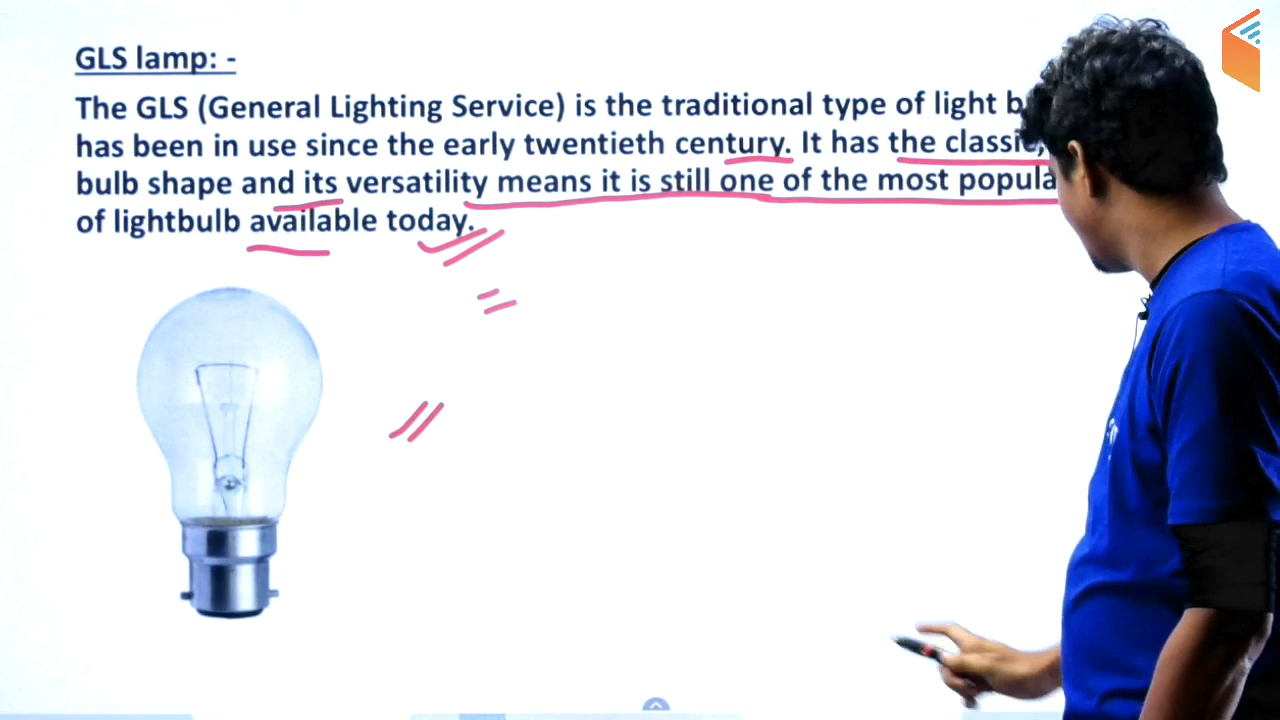 GLS lamp: -
The GLS (General Lighting Service) is the traditional type of light
has been in use since the early twentieth century. It has the classic,
bulb shape and its versatility means it is still one of the most
of lightbulb available today.